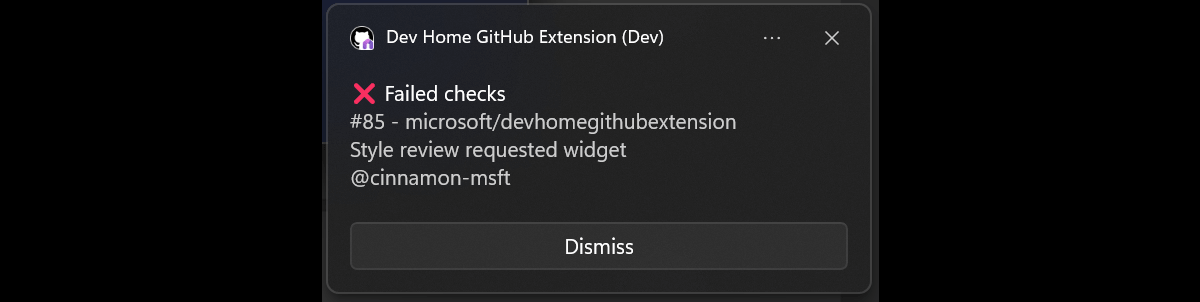 Dev Home GitHub Extension (Dev)
❌ Failed checks
#85 - microsoft/devhomegithubextension
Style review requested widget
@cinnamon-msft
Dismiss